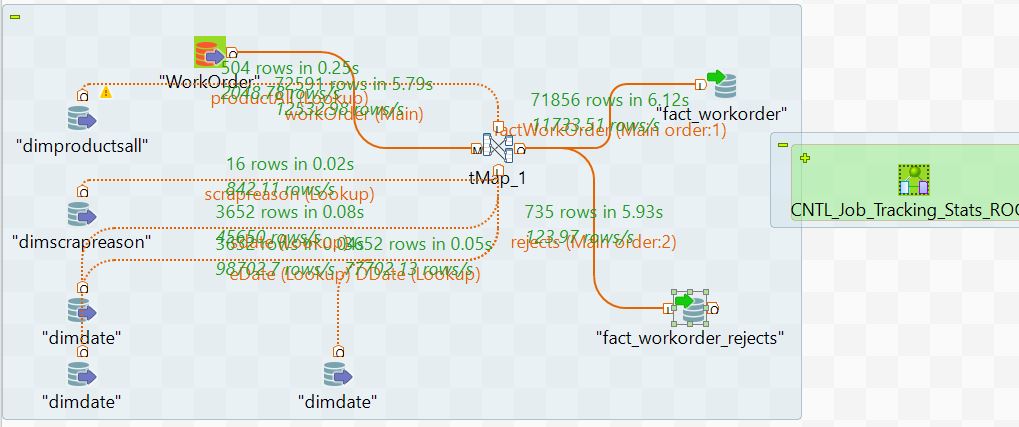 "WorkOrder"
504 rows in 0.25s
2048.78 rows/s
productAll (Lookup)
72591 rows in 5.79s
12532.98 rows/s
workOrder (Main)
"dimproductsall"
71856 rows in 6.12s
11733.51 rows/s
factWorkOrder (Main order:1)
"fact_workorder"
tMap_1
16 rows in 0.02s
842.11 rows/s
scrapreason (Lookup)
"dimscrapreason"
3652 rows in 0.08s
45650 rows/s
(Lookup)
3652 rows in
98702.7 rows/s
eDate (Lookup)
3652 rows in 0.05s
77702.13 rows/s
DDate (Lookup)
735 rows in 5.93s
123.97 rows/s
rejects (Main order:2)
"dimdate"
"fact_workorder_rejects"
"dimdate"
"dimdate"
CNTL_Job_Tracking_Stats_ROC